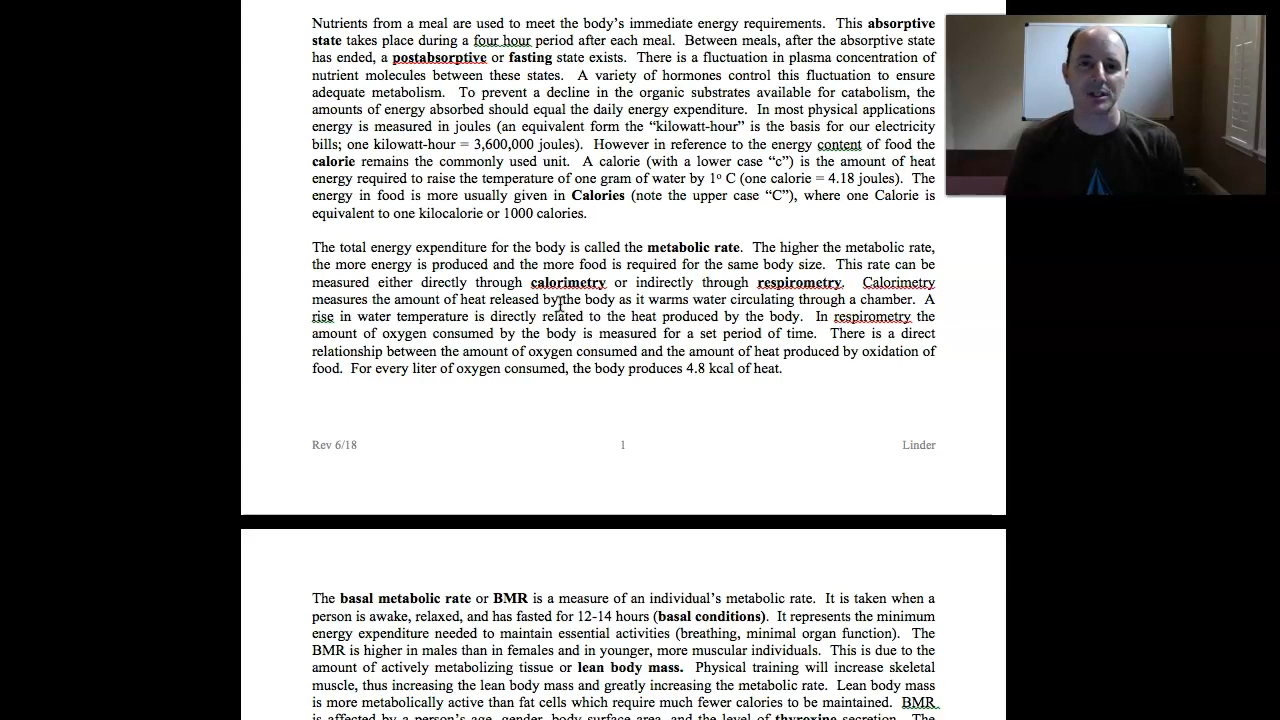 Nutrients from a meal are used to meet the body’s immediate energy requirements. This absorptive
state takes place during a four hour period after each meal. Between meals, after the absorptive state
has ended, a postabsorptive or fasting state exists. There is a fluctuation in plasma concentration of
nutrient molecules between these states. A variety of hormones control this fluctuation to ensure
adequate metabolism. To prevent a decline in the organic substrates available for catabolism, the
amounts of energy absorbed should equal the daily energy expenditure. In most physical applications
energy is measured in joules (an equivalent form the “kilowatt-hour” is the basis for our electricity
bills; one kilowatt-hour = 3,600,000 joules). However in reference to the energy content of food the
calorie remains the commonly used unit. A calorie (with a lower case “c”) is the amount of heat
energy required to raise the temperature of one gram of water by 1º C (one calorie = 4.18 joules). The
energy in food is more usually given in Calories (note the upper case “C”), where one Calorie is
equivalent to one kilocalorie or 1000 calories.
The total energy expenditure for the body is called the metabolic rate. The higher the metabolic rate,
the more energy is produced and the more food is required for the same body size. This rate can be
measured either directly through calorimetry or indirectly through respirometry. Calorimetry
measures the amount of heat released by the body as it warms water circulating through a chamber. A
rise in water temperature is directly related to the heat produced by the body. In respirometry the
amount of oxygen consumed by the body is measured for a set period of time. There is a direct
relationship between the amount of oxygen consumed and the amount of heat produced by oxidation of
food. For every liter of oxygen consumed, the body produces 4.8 kcal of heat.
Rev 6/18 1 Linder
The basal metabolic rate or BMR is a measure of an individual’s metabolic rate. It is taken when a
person is awake, relaxed, and has fasted for 12-14 hours (basal conditions). It represents the minimum
energy expenditure needed to maintain essential activities (breathing, minimal organ function). The
BMR is higher in males than in females and in younger, more muscular individuals. This is due to the
amount of actively metabolizing tissue or lean body mass. Physical training will increase skeletal
muscle, thus increasing the lean body mass and greatly increasing the metabolic rate. Lean body mass
is more metabolically active than fat cells which require much fewer calories to be maintained. BMR
is affected by a person’s age, gender, body surface area, and the level of thyroxine secretion. The